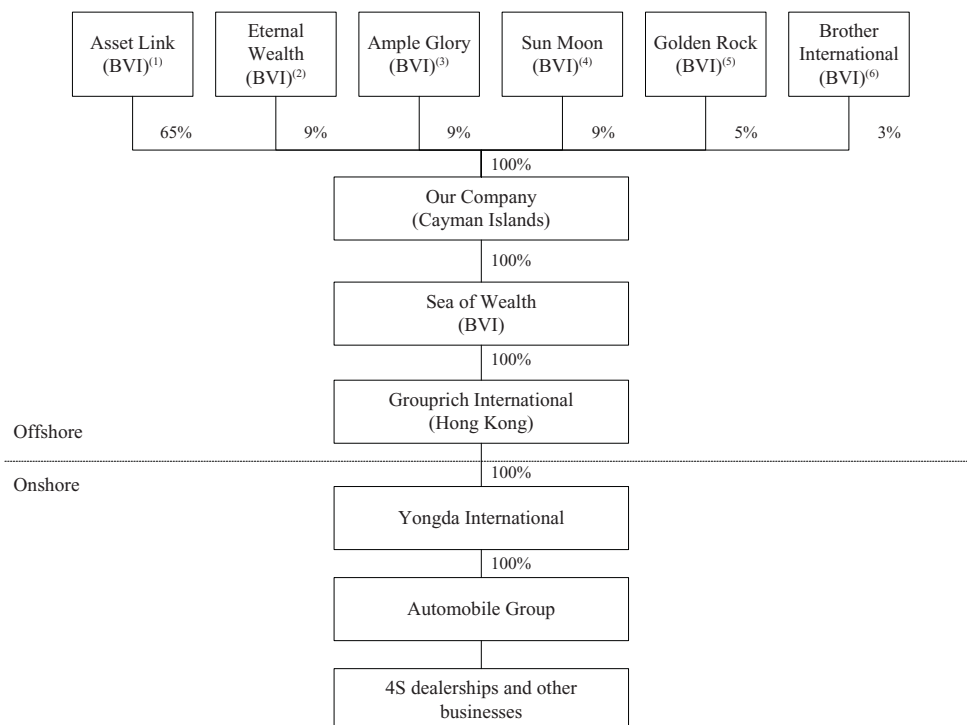 Asset Link
(BVI)(1)
Eternal
Wealth
(BVI)(2)
Ample Glory
(BVI)(3)
Sun Moon
(BVI)(4)
Golden Rock
(BVI)(5)
Brother
International
(BVI)(6)
65%
9%
9%
9%
5%
3%
100%
Our Company
(Cayman Islands)
100%
Sea of Wealth
(BVI)
100%
Grouprich International
(Hong Kong)
Offshore
Onshore
100%
Yongda International
100%
Automobile Group
4S dealerships and other
businesses